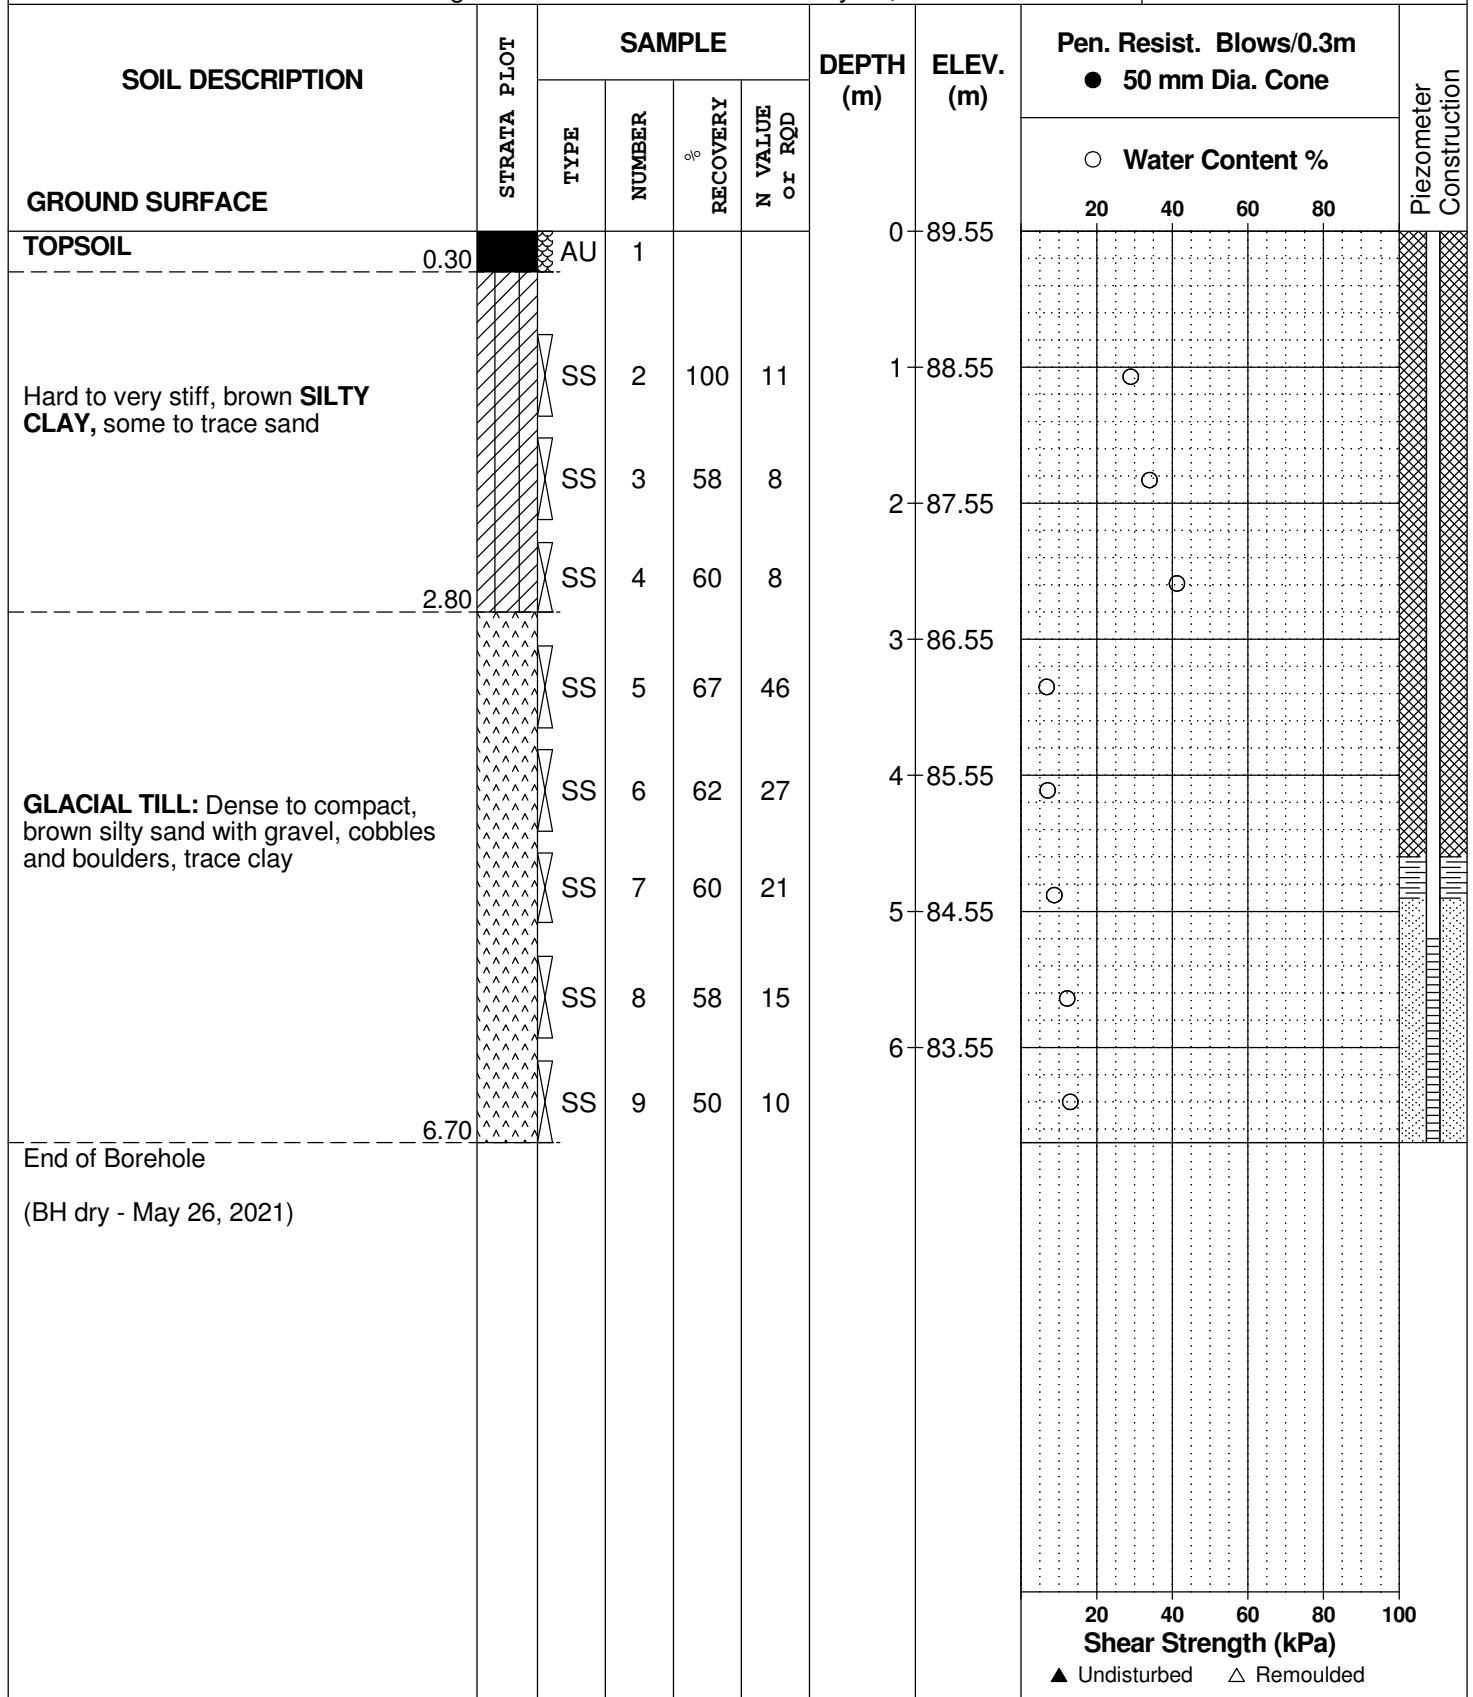 SOIL DESCRIPTION
GROUND SURFACE
STRATA PLOT
SAMPLE
TYPE
NUMBER
%
RECOVERY
N VALUE
or RQD
DEPTH
(m)
ELEV.
(m)
Pen. Resist. Blows/0.3m
● 50 mm Dia. Cone
○ Water Content %
20 40 60 80
Piezometer
Construction
TOPSOIL
0.30
AU 1
0 89.55
Hard to very stiff, brown SILTY
CLAY, some to trace sand
2.80
SS 2 100 11
1 88.55
SS 3 58 8
2 87.55
SS 4 60 8
3 86.55
GLACIAL TILL: Dense to compact,
brown silty sand with gravel, cobbles
and boulders, trace clay
6.70
SS 5 67 46
4 85.55
SS 6 62 27
SS 7 60 21
5 84.55
SS 8 58 15
6 83.55
SS 9 50 10
End of Borehole
(BH dry - May 26, 2021)
20 40 60 80 100
Shear Strength (kPa)
▲ Undisturbed △ Remoulded